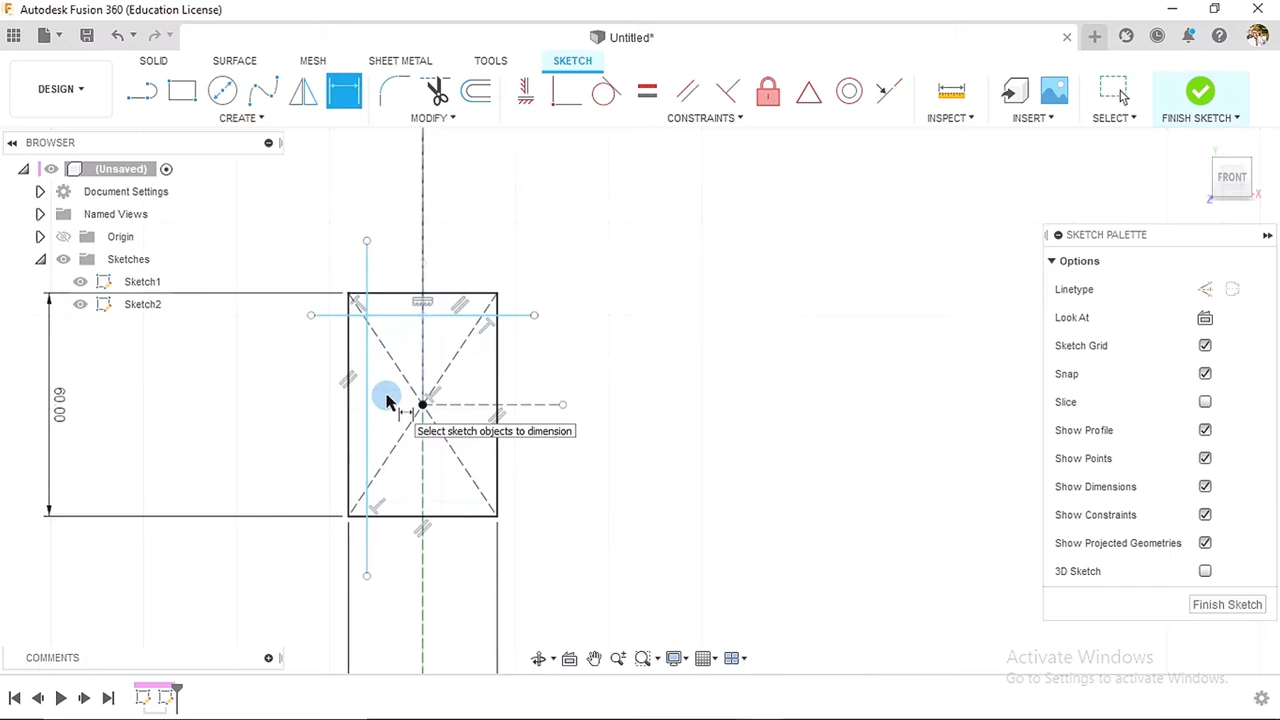 Autodesk Fusion 360 (Education License)
Untitled*
SOLID SURFACE MESH SHEET METAL TOOLS SKETCH
DESIGN
CREATE MODIFY CONSTRAINTS INSPECT INSERT SELECT FINISH SKETCH
BROWSER
(Unsaved)
Document Settings
Named Views
Origin
Sketches
Sketch1
Sketch2
60.00
Select sketch objects to dimension
Y
FRONT
X
Z
SKETCH PALETTE
Options
Linetype
Look At
Sketch Grid
Snap
Slice
Show Profile
Show Points
Show Dimensions
Show Constraints
Show Projected Geometries
3D Sketch
Finish Sketch
COMMENTS
Activate Windows
Go to Settings to activate Windows.